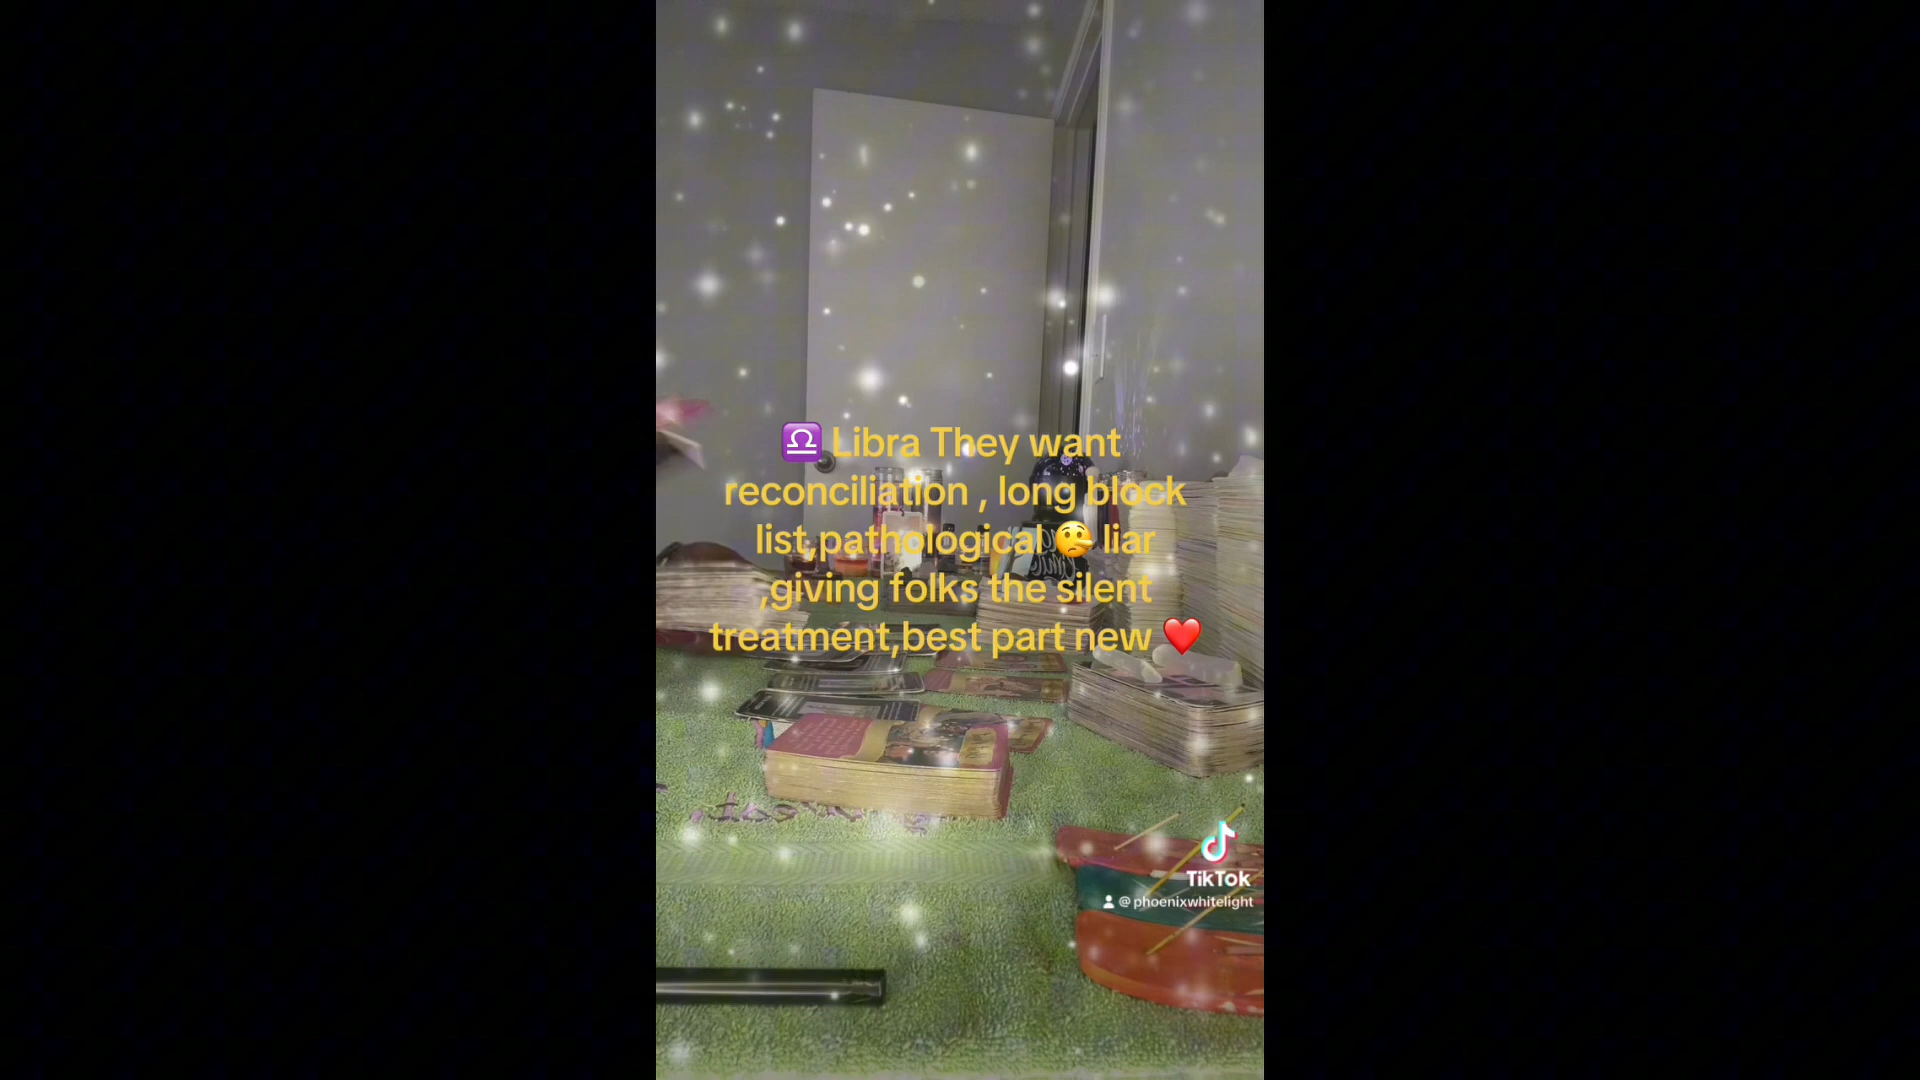 ♎ Libra They want
reconciliation , long block
list,pathological 🤥 liar
,giving folks the silent
treatment,best part new ❤️
TikTok
@ phoenixwhitelight